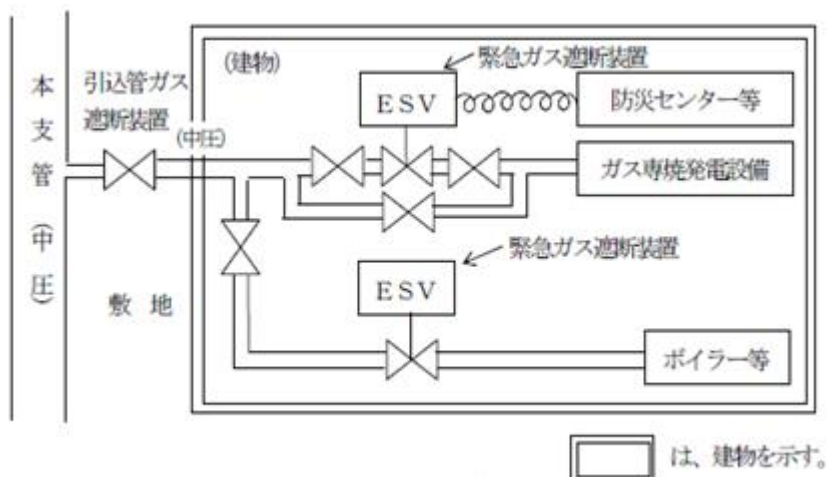 本支管（中圧）
引込管ガス
遮断装置
(中圧)
(建物)
緊急ガス遮断装置
ＥＳＶ
防災センター等
ガス専焼発電設備
緊急ガス遮断装置
ＥＳＶ
敷地
ボイラー等
は、建物を示す。